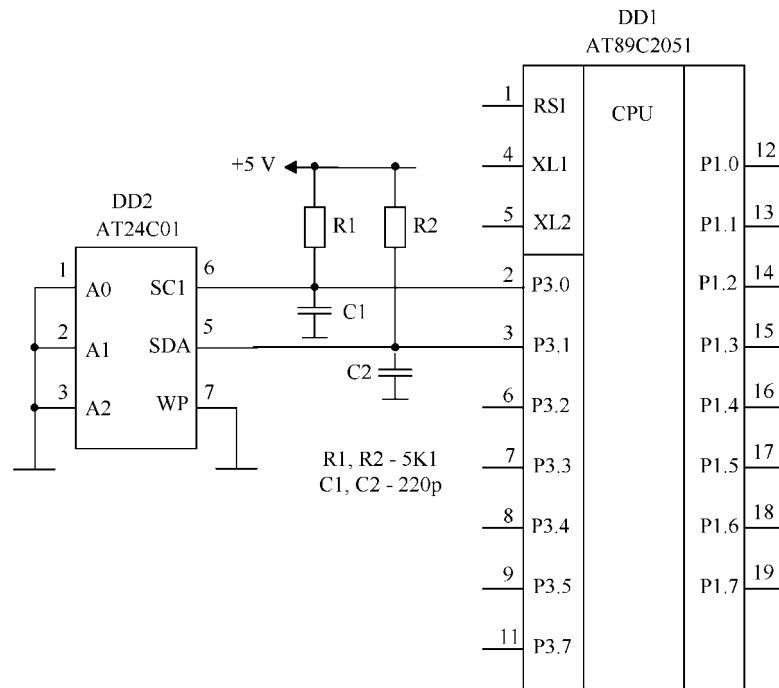 DD1
AT89C2051
1 RSI CPU
+5 V 4 XL1 P1.0 12
DD2
AT24C01
R1 R2 5 XL2 P1.1 13
1 A0 SC1 6 2 P3.0 P1.2 14
C1
2 A1 SDA 5 3 P3.1 P1.3 15
C2
3 A2 WP 7 6 P3.2 P1.4 16
R1, R2 - 5K1
7 P3.3 P1.5 17
C1, C2 - 220p
8 P3.4 P1.6 18
9 P3.5 P1.7 19
11 P3.7